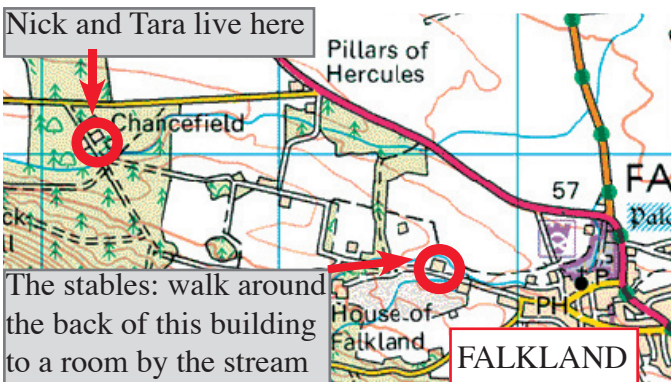 Nick and Tara live here
Pillars of
Hercules
Chancefield
57
FA
Pal
The stables: walk around
the back of this building
to a room by the stream
House of
Falkland
P
PH
FALKLAND